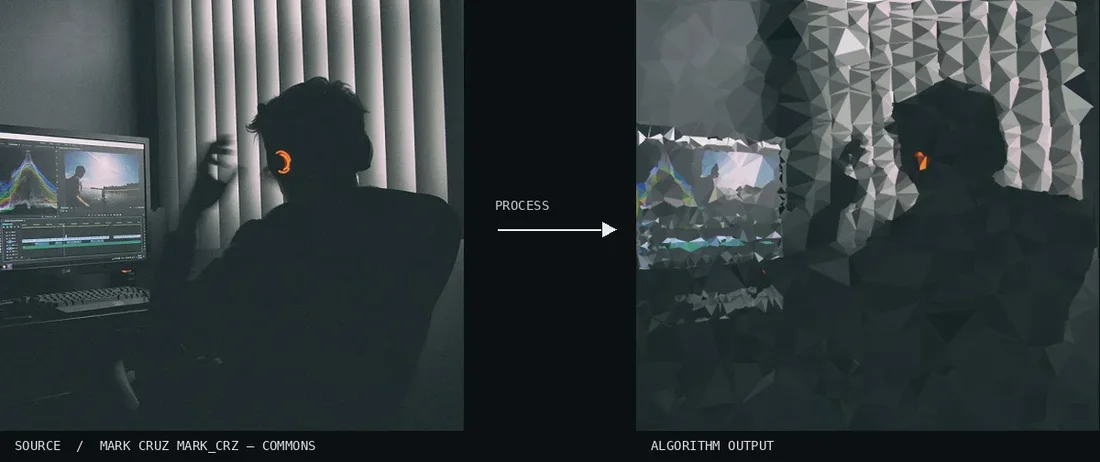 PROCESS
SOURCE / MARK CRUZ MARK_CRZ — COMMONS
ALGORITHM OUTPUT